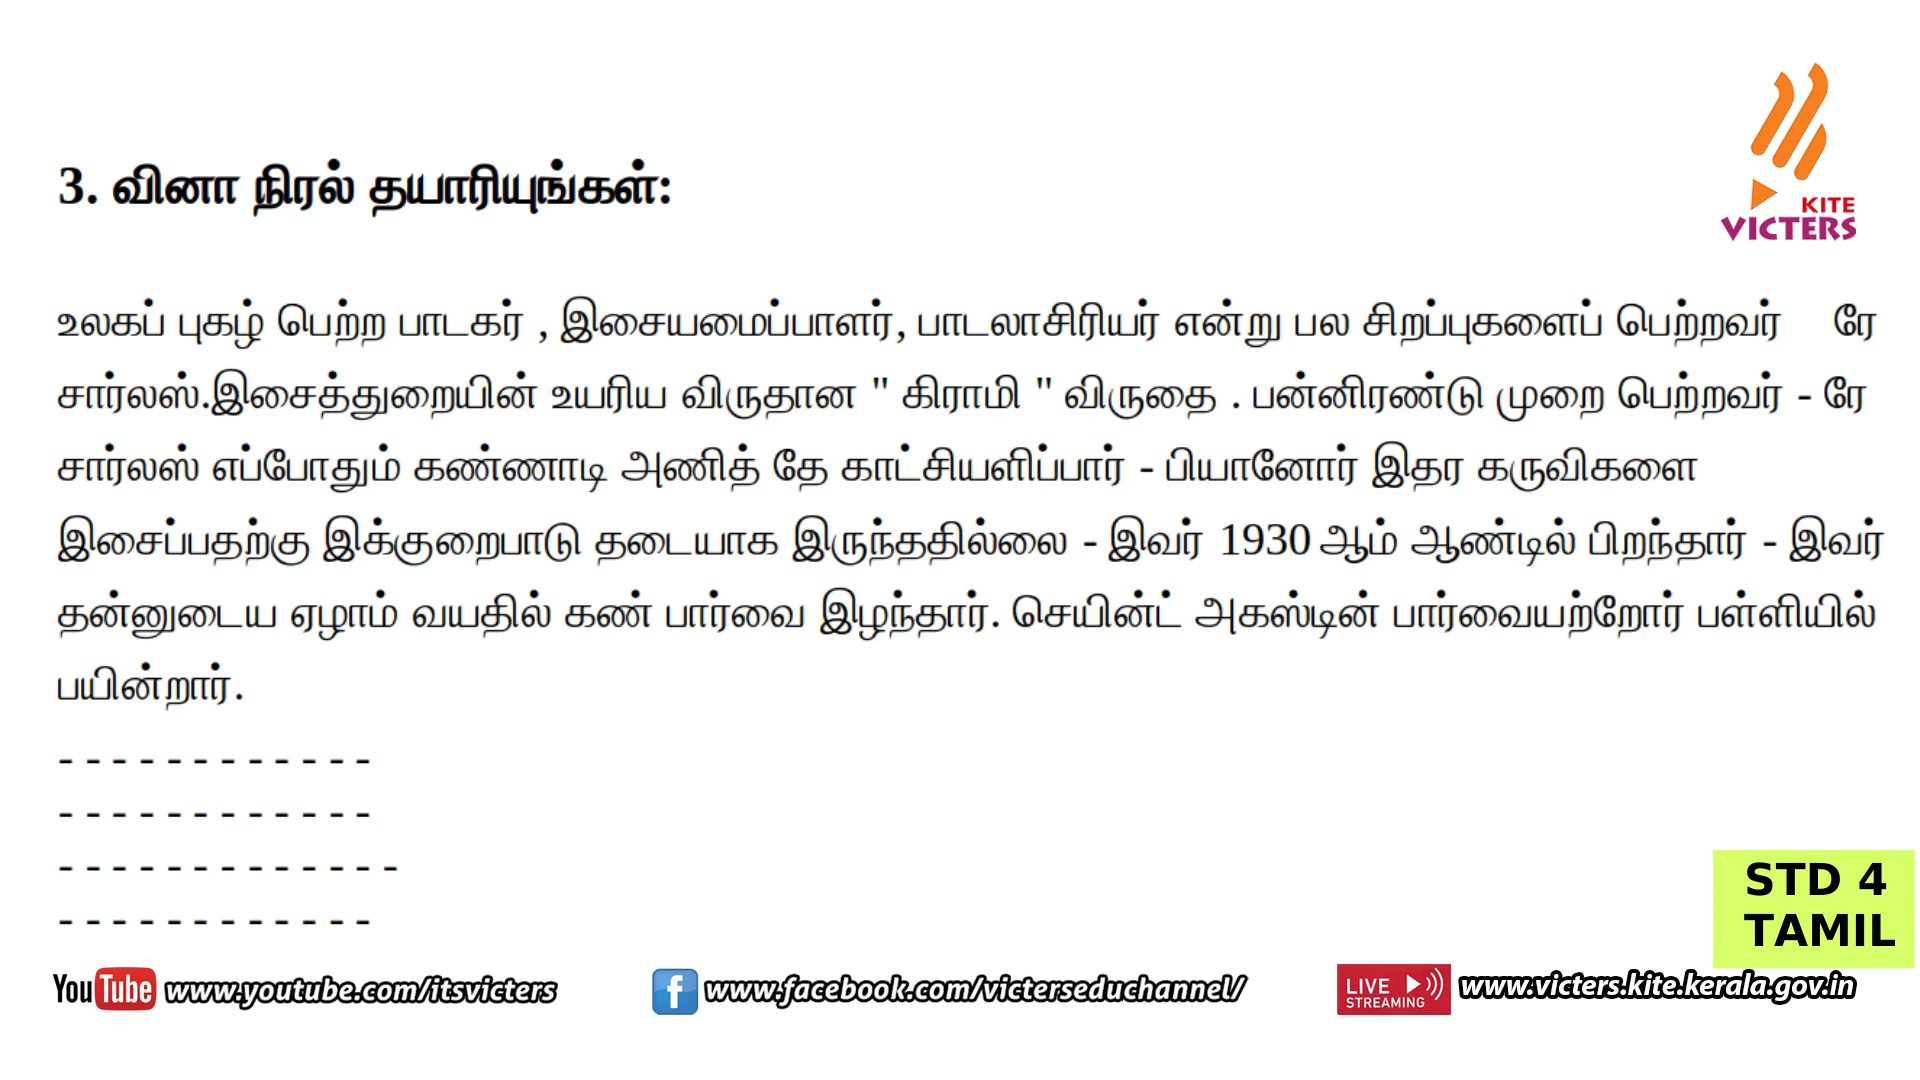 KITE
VICTERS
3. வினா நிரல் தயாரியுங்கள்:
உலகப் புகழ் பெற்ற பாடகர் , இசையமைப்பாளர், பாடலாசிரியர் என்று பல சிறப்புகளைப் பெற்றவர் ரே
சார்லஸ்.இசைத்துறையின் உயரிய விருதான " கிராமி " விருதை . பன்னிரண்டு முறை பெற்றவர் - ரே
சார்லஸ் எப்போதும் கண்ணாடி அணித் தே காட்சியளிப்பார் - பியானோர் இதர கருவிகளை
இசைப்பதற்கு இக்குறைபாடு தடையாக இருந்ததில்லை - இவர் 1930 ஆம் ஆண்டில் பிறந்தார் - இவர்
தன்னுடைய ஏழாம் வயதில் கண் பார்வை இழந்தார். செயின்ட் அகஸ்டின் பார்வையற்றோர் பள்ளியில்
பயின்றார்.
- - - - - - - - - - - -
- - - - - - - - - - - -
- - - - - - - - - - - - -
- - - - - - - - - - - -
STD 4
TAMIL
YouTube www.youtube.com/itsvicters
f www.facebook.com/victerseduchannel/
LIVE STREAMING www.victers.kite.kerala.gov.in